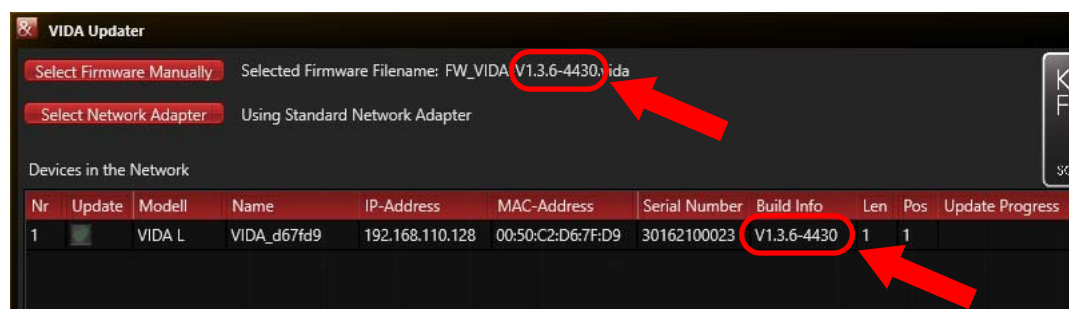 & VIDA Updater
Select Firmware Manually Selected Firmware Filename: FW_VIDA_V1.3.6-4430.vida
Select Network Adapter Using Standard Network Adapter
Devices in the Network
Nr Update Modell Name IP-Address MAC-Address Serial Number Build Info Len Pos Update Progress
1 VIDA L VIDA_d67fd9 192.168.110.128 00:50:C2:D6:7F:D9 30162100023 V1.3.6-4430 1 1